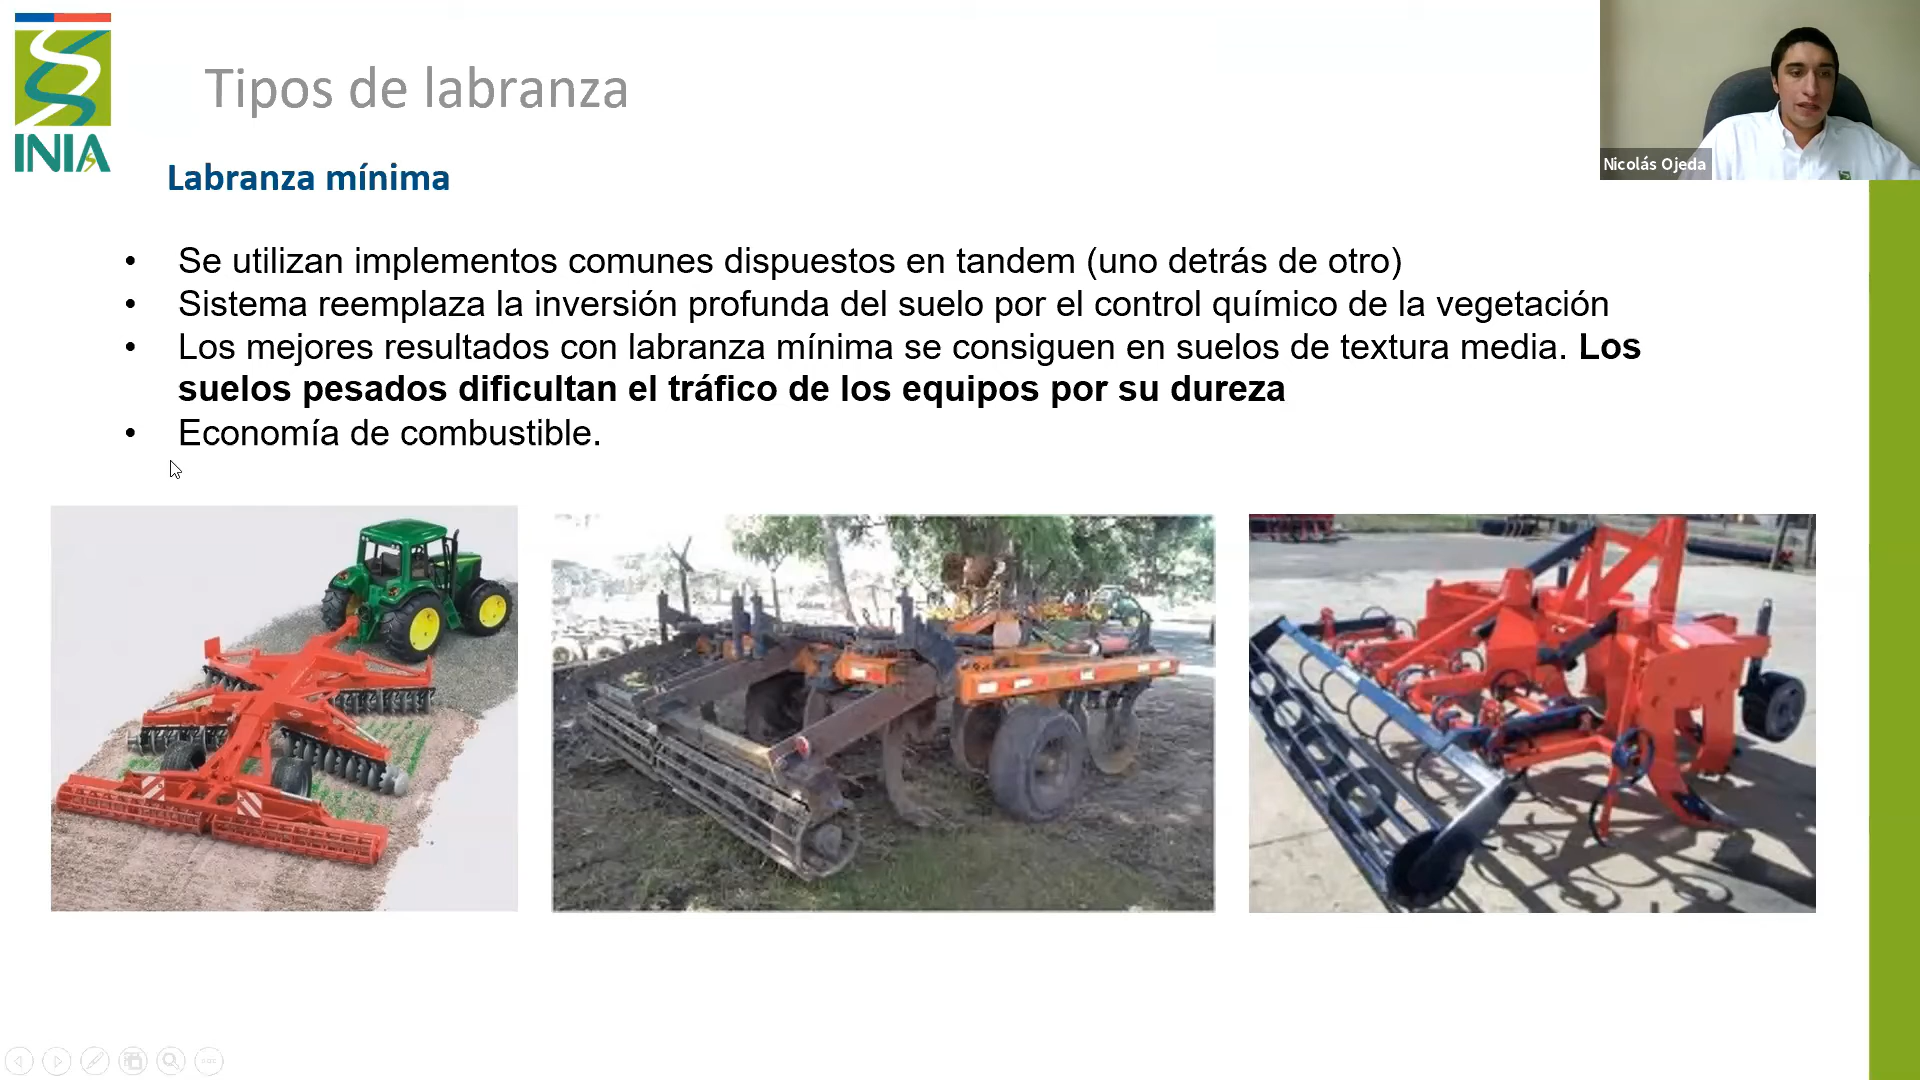 INIA
Tipos de labranza
Nicolás Ojeda
Labranza mínima
• Se utilizan implementos comunes dispuestos en tandem (uno detrás de otro)
• Sistema reemplaza la inversión profunda del suelo por el control químico de la vegetación
• Los mejores resultados con labranza mínima se consiguen en suelos de textura media. Los
suelos pesados dificultan el tráfico de los equipos por su dureza
• Economía de combustible.